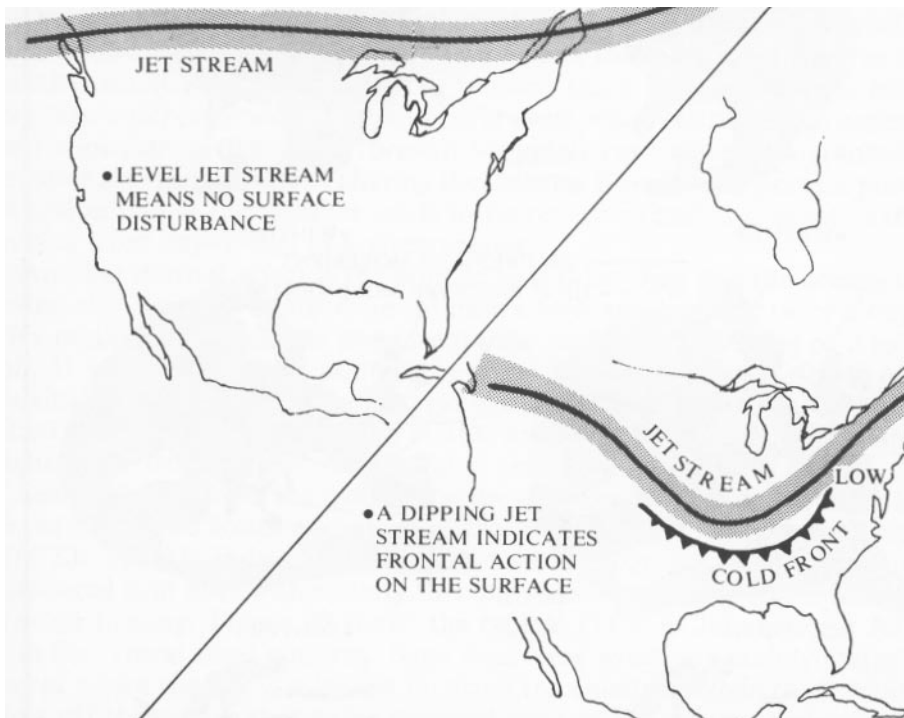 JET STREAM
• LEVEL JET STREAM
MEANS NO SURFACE
DISTURBANCE
JET STREAM
LOW
COLD FRONT
• A DIPPING JET
STREAM INDICATES
FRONTAL ACTION
ON THE SURFACE